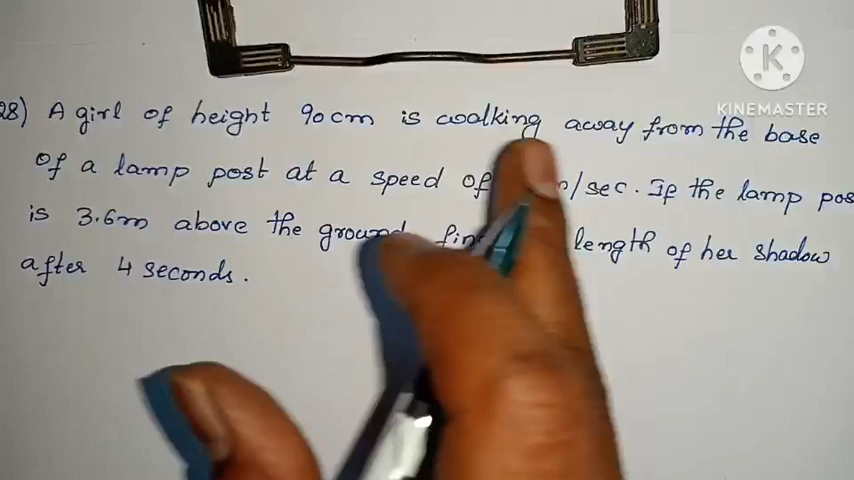 28) A girl of height 90cm is walking away from the base
of a lamp post at a speed of /sec. If the lamp pos
is 3.6m above the ground, length of her shadow
after 4 seconds.
K
KINEMASTER